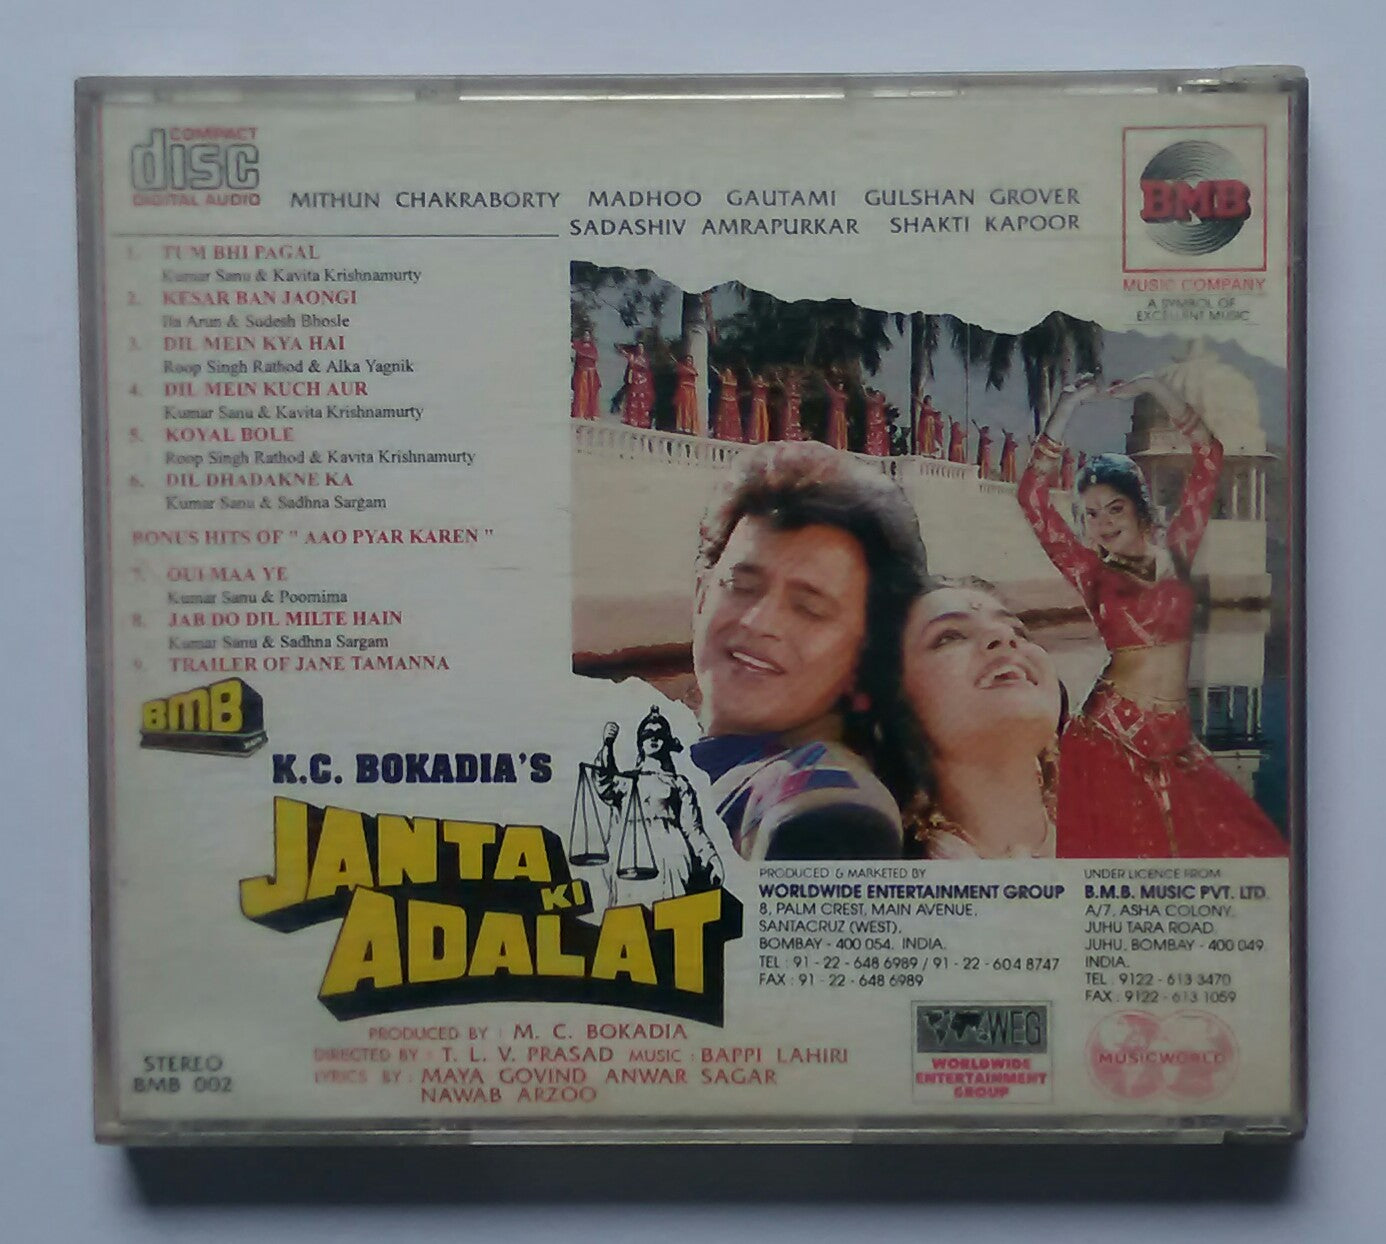 COMPACT
disc
DIGITAL AUDIO
MITHUN CHAKRABORTY MADHOO GAUTAMI GULSHAN GROVER
SADASHIV AMRAPURKAR SHAKTI KAPOOR
BMB
MUSIC COMPANY
A SYMBOL OF
EXCELLENT MUSIC
1. TUM BHI PAGAL
Kumar Sanu & Kavita Krishnamurty
2. KESAR BAN JAONGI
Ila Arun & Sudesh Bhosle
3. DIL MEIN KYA HAI
Roop Singh Rathod & Alka Yagnik
4. DIL MEIN KUCH AUR
Kumar Sanu & Kavita Krishnamurty
5. KOYAL BOLE
Roop Singh Rathod & Kavita Krishnamurty
6. DIL DHADAKNE KA
Kumar Sanu & Sadhna Sargam
BONUS HITS OF " AAO PYAR KAREN "
7. OUI-MAA YE
Kumar Sanu & Poornima
8. JAB DO DIL MILTE HAIN
Kumar Sanu & Sadhna Sargam
9. TRAILER OF JANE TAMANNA
BMB
K.C. BOKADIA'S
JANTA
KI
ADALAT
PRODUCED BY : M. C. BOKADIA
DIRECTED BY : T. L. V. PRASAD MUSIC : BAPPI LAHIRI
LYRICS BY : MAYA GOVIND ANWAR SAGAR
NAWAB ARZOO
STEREO
BMB 002
PRODUCED & MARKETED BY
WORLDWIDE ENTERTAINMENT GROUP
8, PALM CREST, MAIN AVENUE,
SANTACRUZ (WEST),
BOMBAY - 400 054. INDIA.
TEL : 91 - 22 - 648 6989 / 91 - 22 - 604 8747
FAX : 91 - 22 - 648 6989
UNDER LICENCE FROM
B.M.B. MUSIC PVT. LTD.
A/7, ASHA COLONY,
JUHU TARA ROAD,
JUHU, BOMBAY - 400 049
INDIA.
TEL : 9122 - 613 3470
FAX : 9122 - 613 1059
WEG
WORLDWIDE
ENTERTAINMENT
GROUP
MUSICWORLD